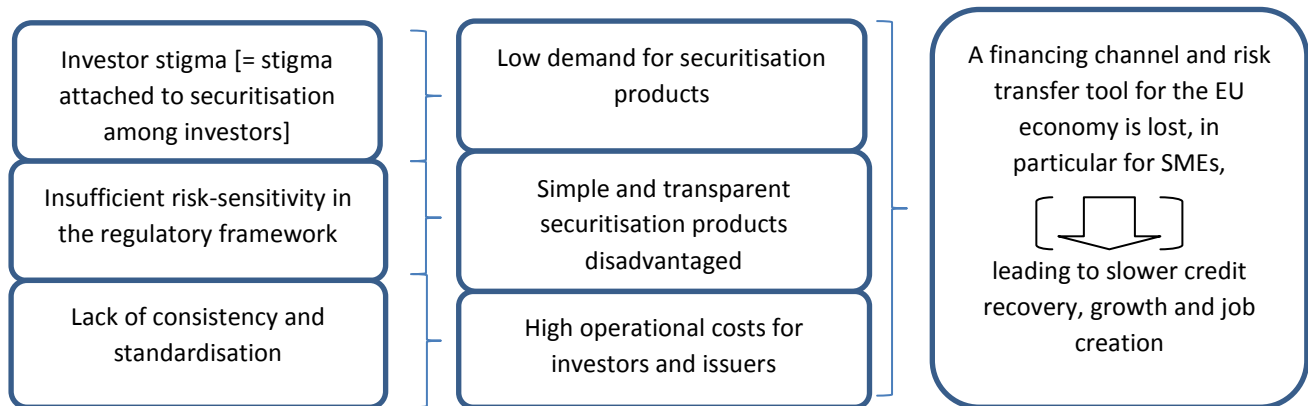 Investor stigma [= stigma
attached to securitisation
among investors]
Insufficient risk-sensitivity in
the regulatory framework
Lack of consistency and
standardisation
Low demand for securitisation
products
Simple and transparent
securitisation products
disadvantaged
High operational costs for
investors and issuers
A financing channel and risk
transfer tool for the EU
economy is lost, in
particular for SMEs,
leading to slower credit
recovery, growth and job
creation